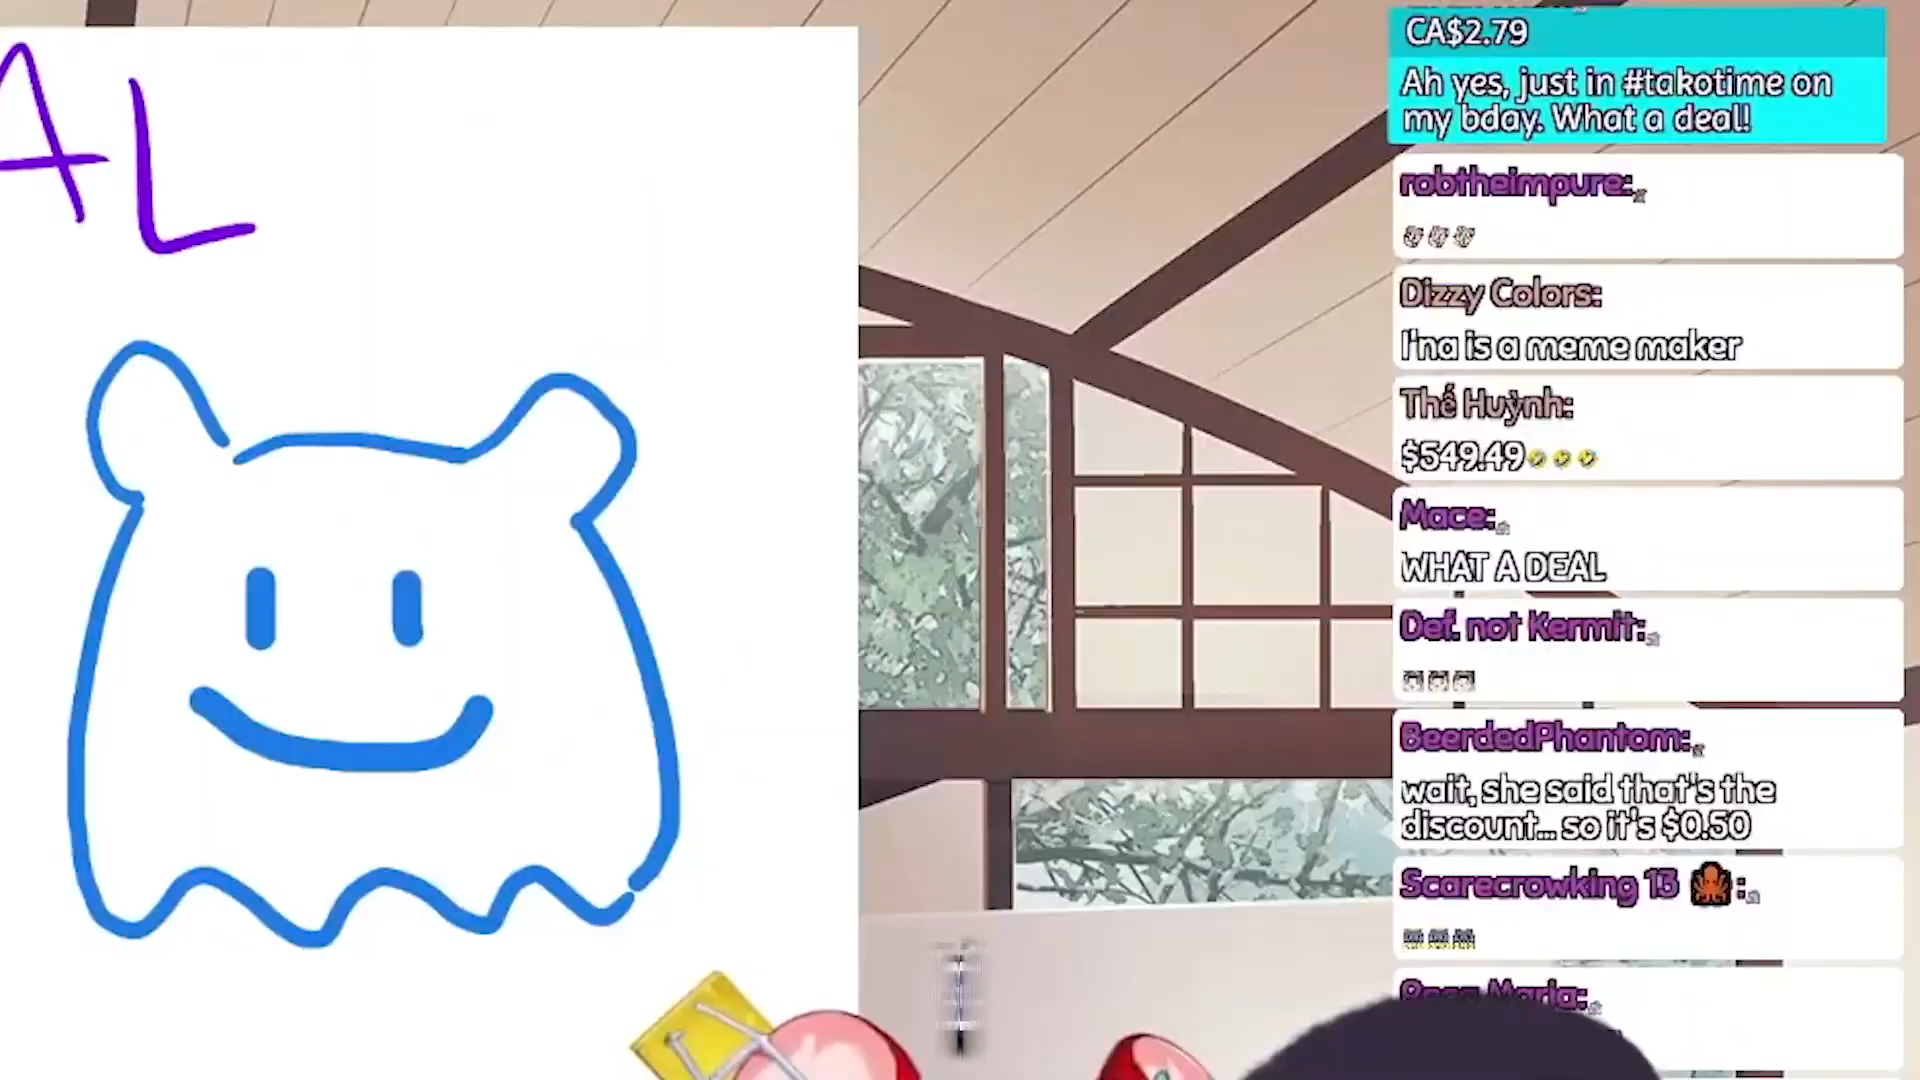 AL
CA$2.79
Ah yes, just in #takotime on
my bday. What a deal!
robtheimpure:
Dizzy Colors:
I'na is a meme maker
Thế Huỳnh:
$549.49
Mace:
WHAT A DEAL
Def. not Kermit:
BeerdedPhantom:
wait, she said that's the
discount... so it's $0.50
Scarecrowking 13 :
Maria: